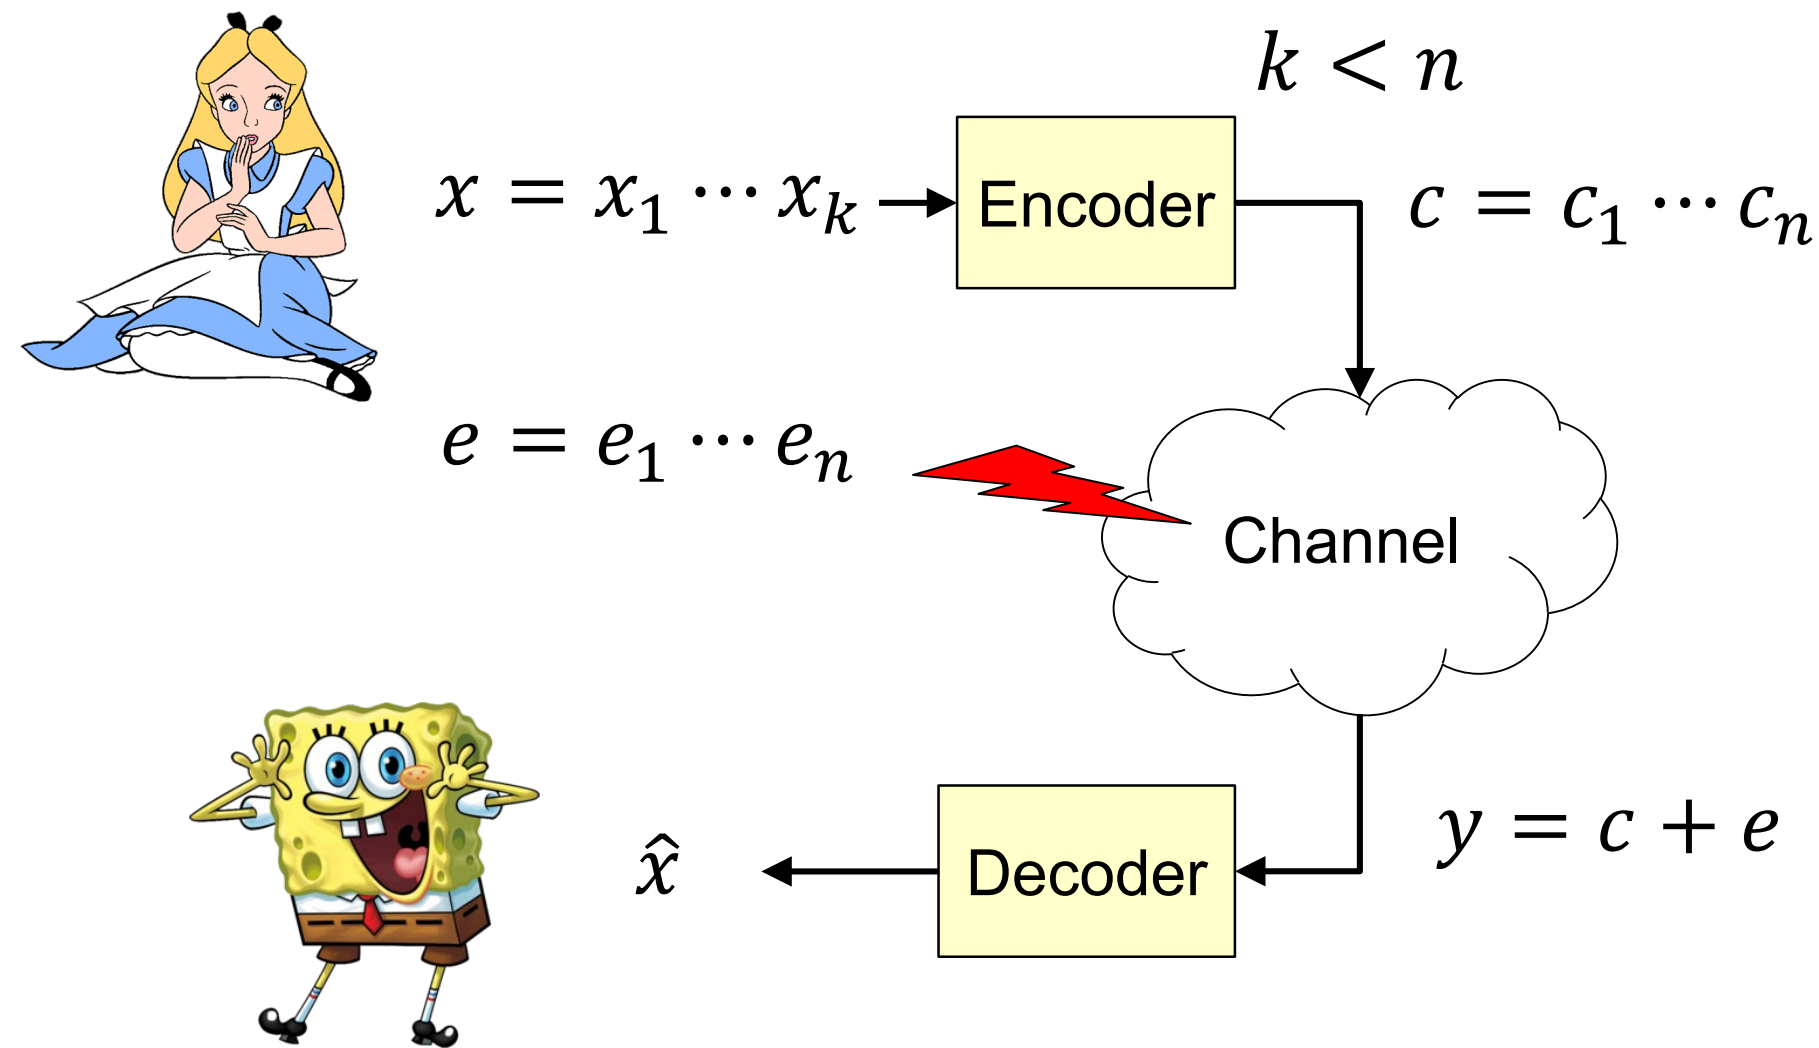 k < n
x = x₁ ⋯ xₖ
Encoder
c = c₁ ⋯ cₙ
e = e₁ ⋯ eₙ
Channel
x̂
Decoder
y = c + e